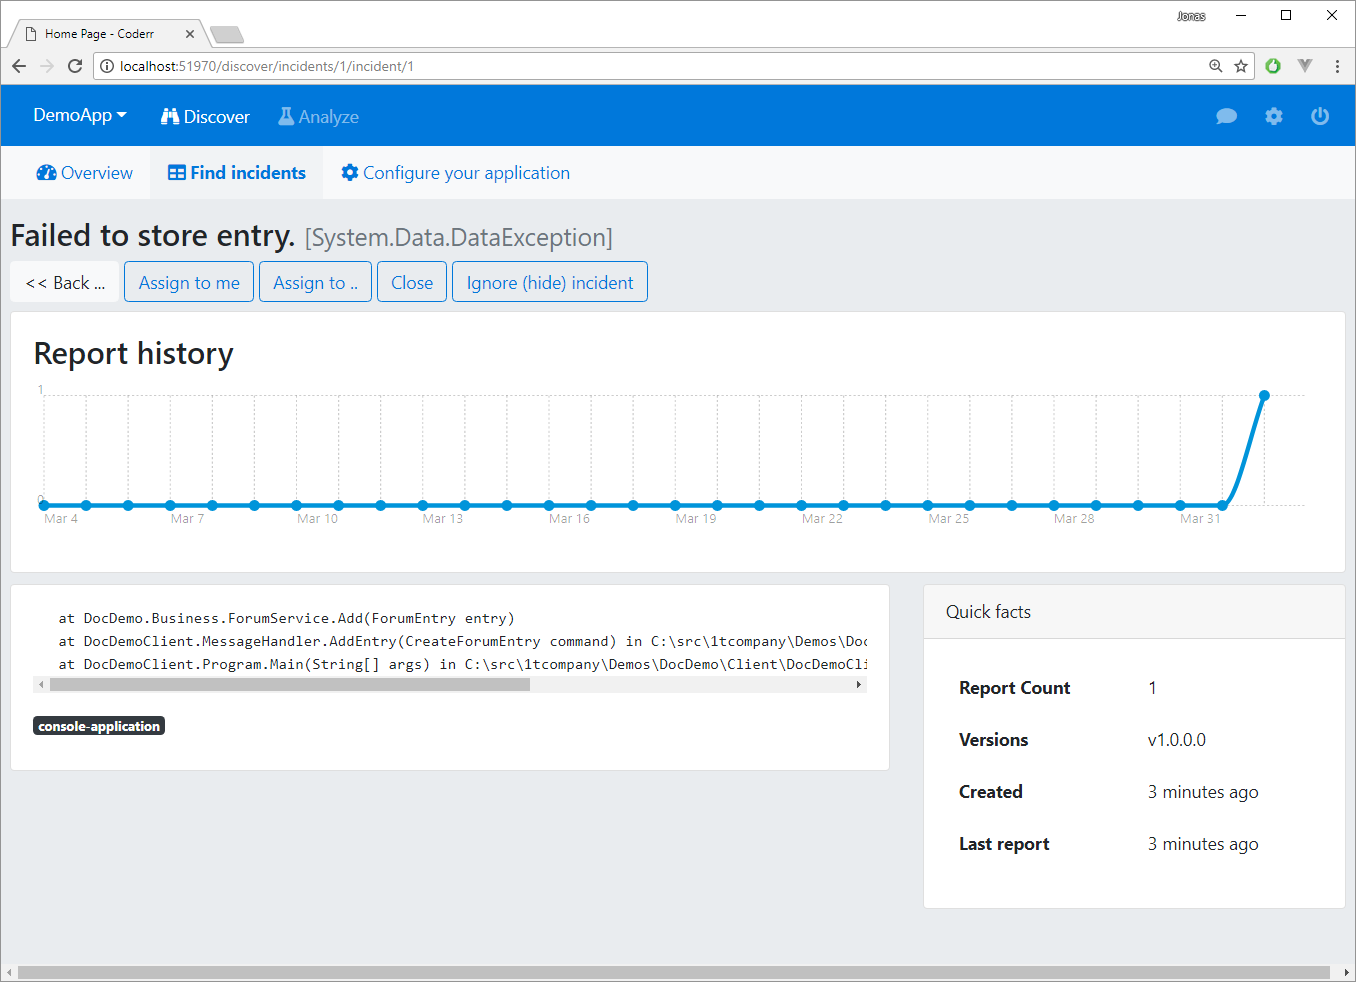 Jonas
Home Page - Coderr
localhost:51970/discover/incidents/1/incident/1
DemoApp Discover Analyze
Overview Find incidents Configure your application
Failed to store entry. [System.Data.DataException]
<< Back ... Assign to me Assign to .. Close Ignore (hide) incident
Report history
1
0
Mar 4 Mar 7 Mar 10 Mar 13 Mar 16 Mar 19 Mar 22 Mar 25 Mar 28 Mar 31
at DocDemo.Business.ForumService.Add(ForumEntry entry)
at DocDemoClient.MessageHandler.AddEntry(CreateForumEntry command) in C:\src\1tcompany\Demos\Doc
at DocDemoClient.Program.Main(String[] args) in C:\src\1tcompany\Demos\DocDemo\Client\DocDemoCli
console-application
Quick facts
Report Count 1
Versions v1.0.0.0
Created 3 minutes ago
Last report 3 minutes ago